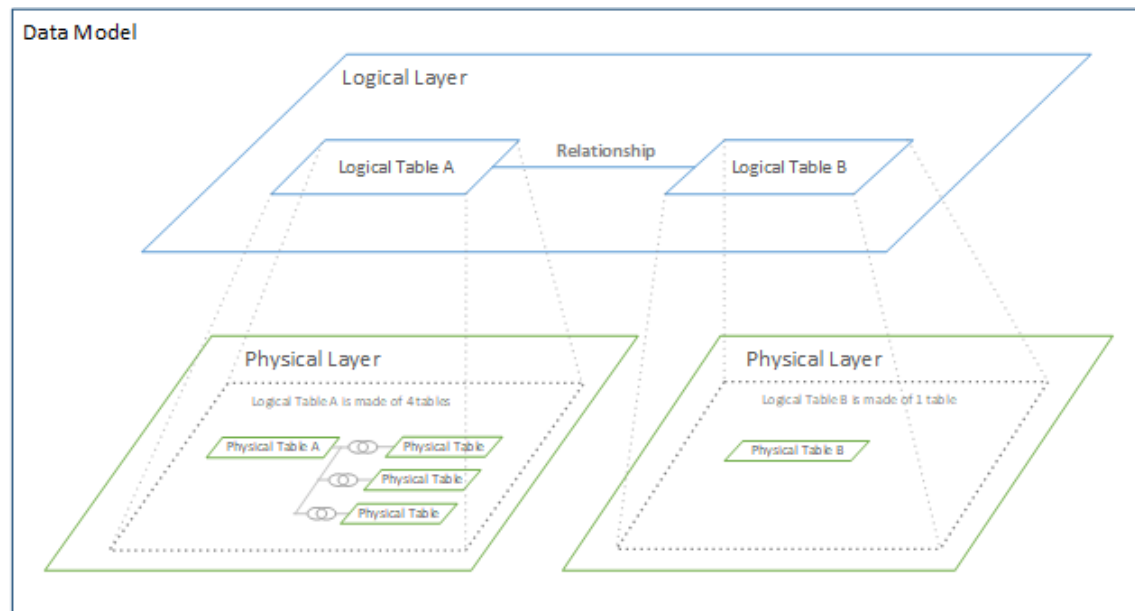 Data Model
Logical Layer
Logical Table A
Relationship
Logical Table B
Physical Layer
Logical Table A is made of 4 tables
Physical Table A
Physical Table
Physical Table
Physical Table
Physical Layer
Logical Table B is made of 1 table
Physical Table B